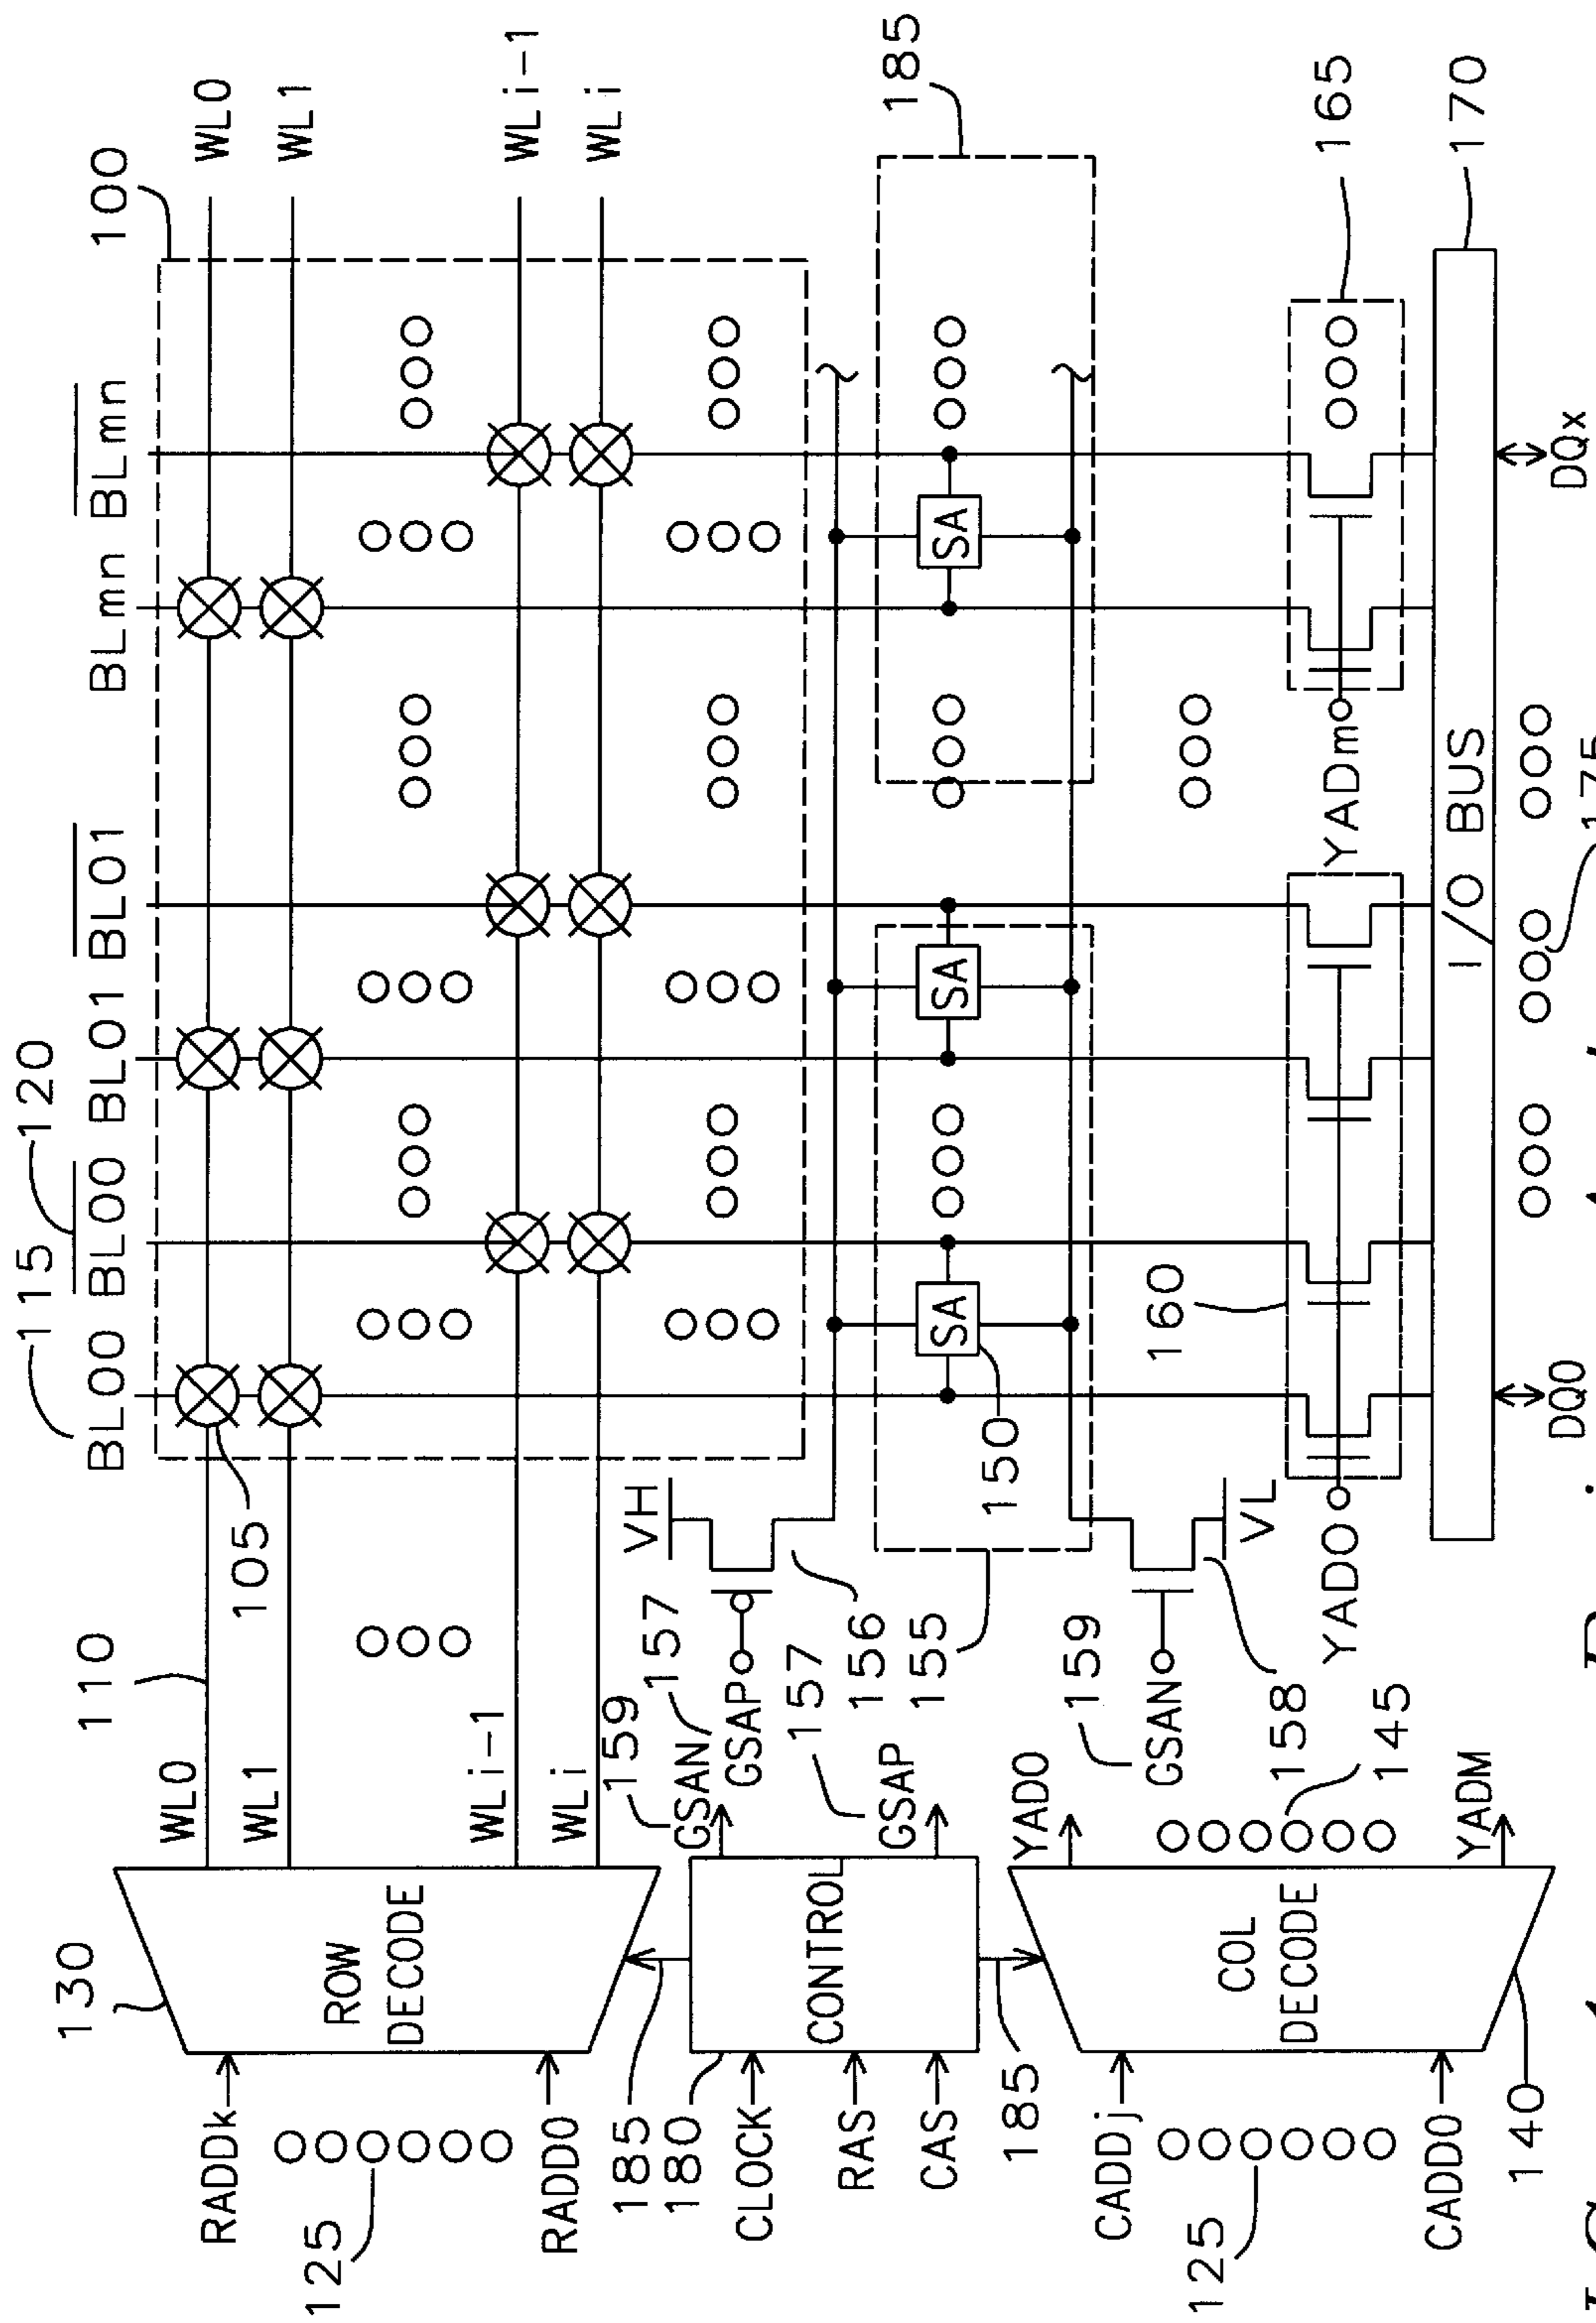 115
120
BL00
BL00
BL01
BL01
BLmn
BLmn
100
WL0
WL1
WLi-1
WLi
110
105
WL0
WL1
WLi-1
WLi
130
ROW
DECODE
RADDk
125
RADD0
185
180
CONTROL
CLOCK
RAS
CAS
185
159
GSAN
157
GSAP
157
GSAP
VH
156
155
SA
SA
SA
150
185
159
GSAN
158
VL
COL
DECODE
CADDj
125
CADD0
140
YAD0
145
YADM
160
YAD0
YADm
165
I/O BUS
170
DQ0
175
DQx